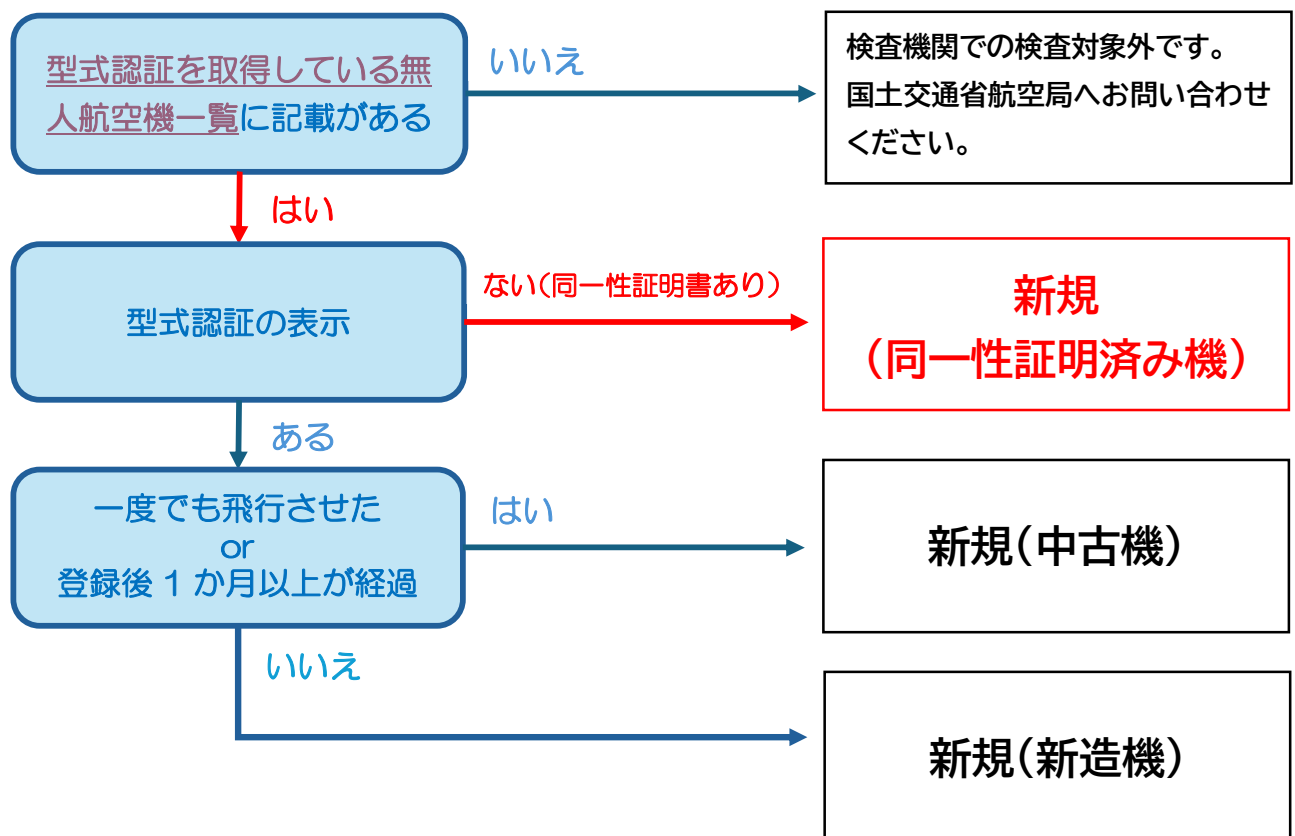 型式認証を取得している無
人航空機一覧に記載がある
いいえ
検査機関での検査対象外です。
国土交通省航空局へお問い合わせ
ください。
はい
型式認証の表示
ない(同一性証明書あり)
新規
(同一性証明済み機)
ある
一度でも飛行させた
or
登録後 1 か月以上が経過
はい
新規(中古機)
いいえ
新規(新造機)